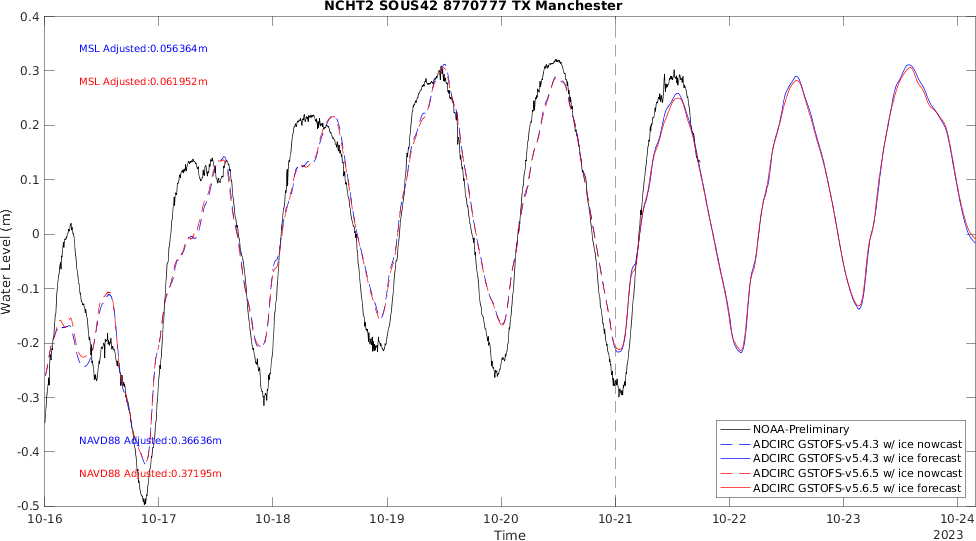 NCHT2 SOUS42 8770777 TX Manchester
0.4
0.3
0.2
0.1
0
-0.1
-0.2
-0.3
-0.4
-0.5
Water Level (m)
MSL Adjusted:0.056364m
MSL Adjusted:0.061952m
NAVD88 Adjusted:0.36636m
NAVD88 Adjusted:0.37195m
NOAA-Preliminary
ADCIRC GSTOFS-v5.4.3 w/ ice nowcast
ADCIRC GSTOFS-v5.4.3 w/ ice forecast
ADCIRC GSTOFS-v5.6.5 w/ ice nowcast
ADCIRC GSTOFS-v5.6.5 w/ ice forecast
10-16 10-17 10-18 10-19 10-20 10-21 10-22 10-23 10-24
Time
2023